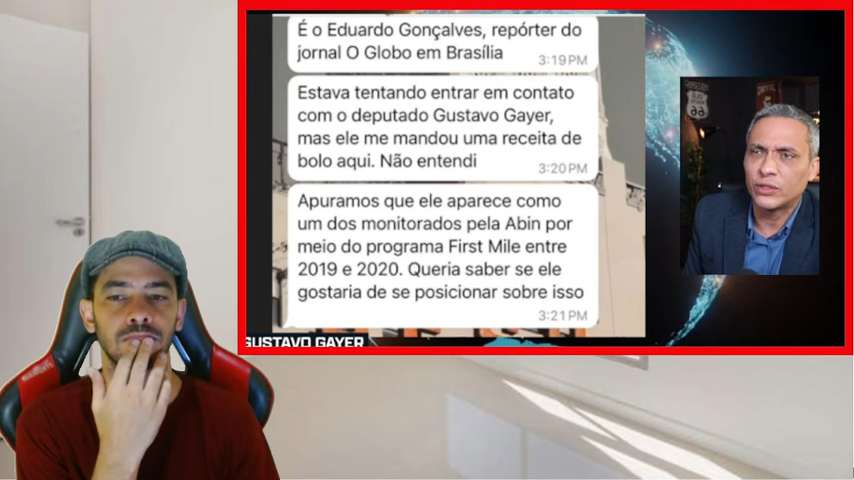 É o Eduardo Gonçalves, repórter do
jornal O Globo em Brasília
3:19 PM
Estava tentando entrar em contato
com o deputado Gustavo Gayer,
mas ele me mandou uma receita de
bolo aqui. Não entendi
3:20 PM
Apuramos que ele aparece como
um dos monitorados pela Abin por
meio do programa First Mile entre
2019 e 2020. Queria saber se ele
gostaria de se posicionar sobre isso
3:21 PM
GUSTAVO GAYER